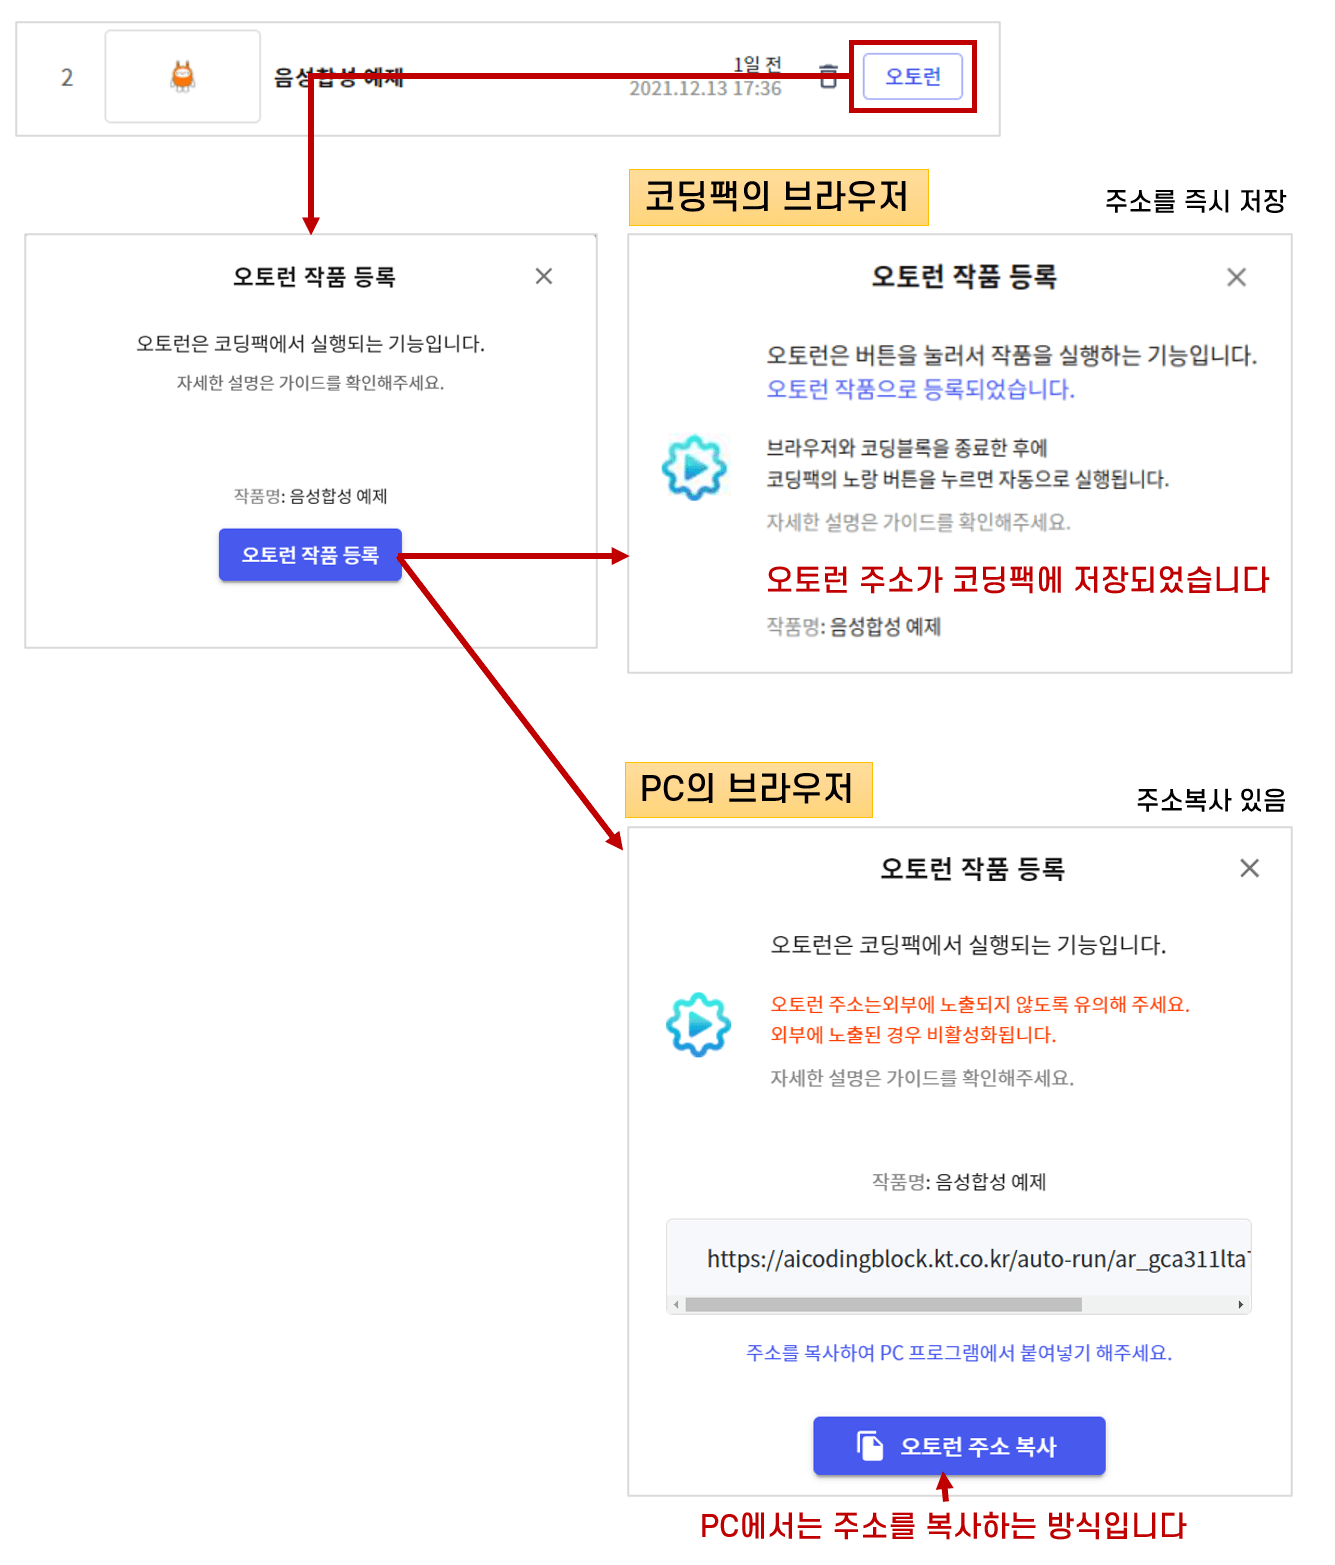 2
음성합성 예제
1일 전
2021.12.13 17:36
오토런
오토런 작품 등록
오토런은 코딩팩에서 실행되는 기능입니다.
자세한 설명은 가이드를 확인해주세요.
작품명: 음성합성 예제
오토런 작품 등록
코딩팩의 브라우저
주소를 즉시 저장
오토런 작품 등록
오토런은 버튼을 눌러서 작품을 실행하는 기능입니다.
오토런 작품으로 등록되었습니다.
브라우저와 코딩블록을 종료한 후에
코딩팩의 노랑 버튼을 누르면 자동으로 실행됩니다.
자세한 설명은 가이드를 확인해주세요.
오토런 주소가 코딩팩에 저장되었습니다
작품명: 음성합성 예제
PC의 브라우저
주소복사 있음
오토런 작품 등록
오토런은 코딩팩에서 실행되는 기능입니다.
오토런 주소는외부에 노출되지 않도록 유의해 주세요.
외부에 노출된 경우 비활성화됩니다.
자세한 설명은 가이드를 확인해주세요.
작품명: 음성합성 예제
https://aicodingblock.kt.co.kr/auto-run/ar_gca311lta
주소를 복사하여 PC 프로그램에서 붙여넣기 해주세요.
오토런 주소 복사
PC에서는 주소를 복사하는 방식입니다